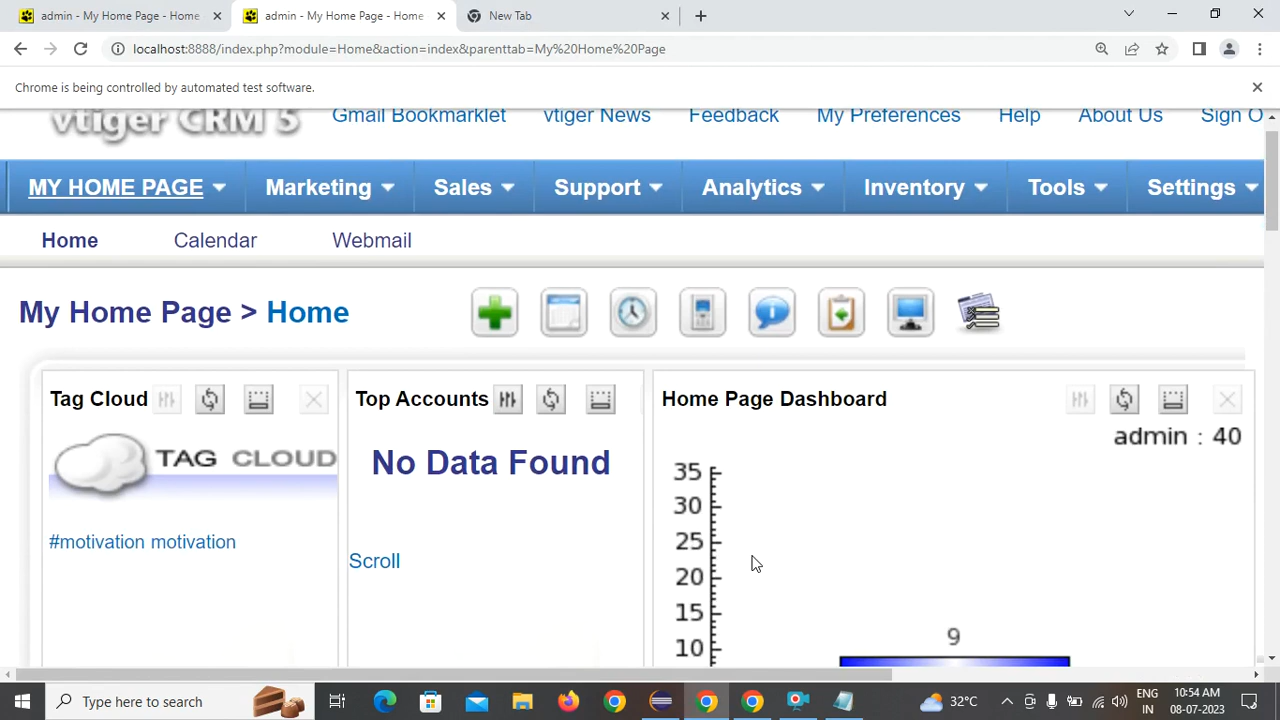 admin - My Home Page - Home
admin - My Home Page - Home
New Tab
localhost:8888/index.php?module=Home&action=index&parenttab=My%20Home%20Page
Chrome is being controlled by automated test software.
vtiger CRM 5
Gmail Bookmarklet vtiger News Feedback My Preferences Help About Us Sign O
MY HOME PAGE Marketing Sales Support Analytics Inventory Tools Settings
Home Calendar Webmail
My Home Page > Home
Tag Cloud
TAG CLOUD
#motivation motivation
Top Accounts
No Data Found
Scroll
Home Page Dashboard
admin : 40
35
30
25
20
15
10
9
Type here to search
32°C
ENG
IN
10:54 AM
08-07-2023